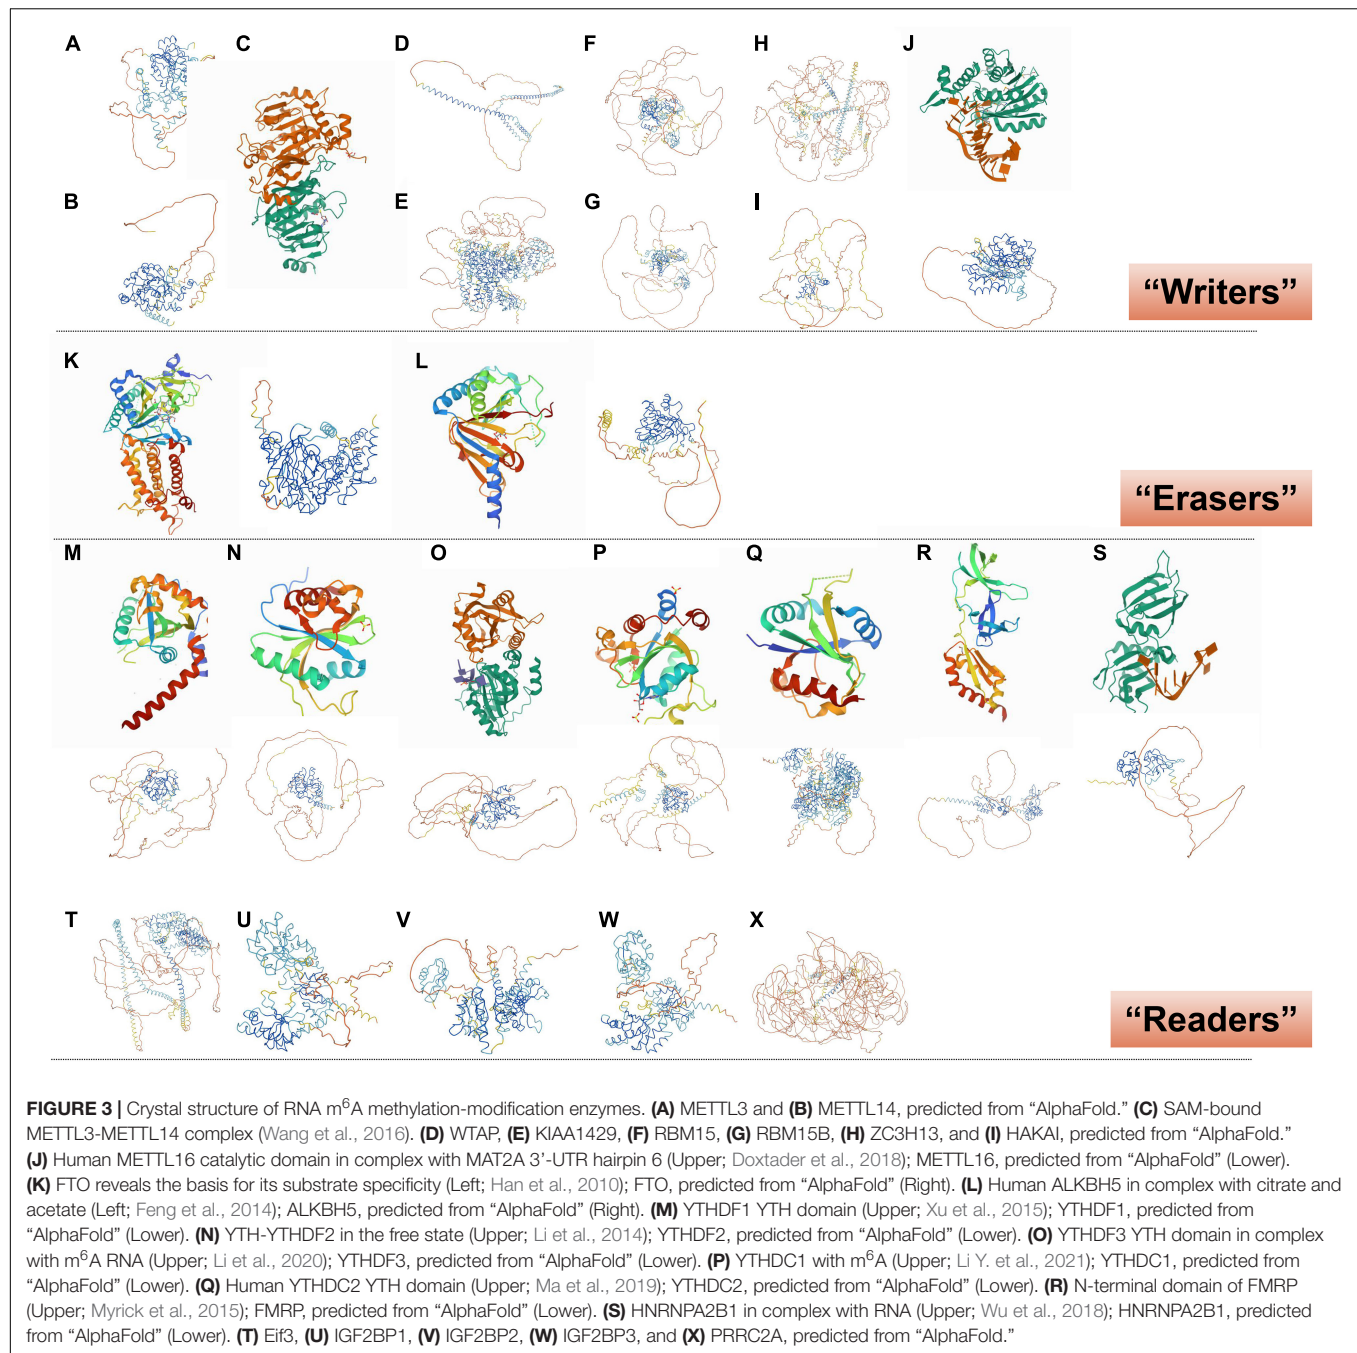 A
C
D
F
H
J
B
E
G
I
“Writers”
K
L
“Erasers”
M
N
O
P
Q
R
S
T
U
V
W
X
“Readers”
FIGURE 3 | Crystal structure of RNA m⁶A methylation-modification enzymes. (A) METTL3 and (B) METTL14, predicted from “AlphaFold.” (C) SAM-bound
METTL3-METTL14 complex (Wang et al., 2016). (D) WTAP, (E) KIAA1429, (F) RBM15, (G) RBM15B, (H) ZC3H13, and (I) HAKAI, predicted from “AlphaFold.”
(J) Human METTL16 catalytic domain in complex with MAT2A 3’-UTR hairpin 6 (Upper; Doxtader et al., 2018); METTL16, predicted from “AlphaFold” (Lower).
(K) FTO reveals the basis for its substrate specificity (Left; Han et al., 2010); FTO, predicted from “AlphaFold” (Right). (L) Human ALKBH5 in complex with citrate and
acetate (Left; Feng et al., 2014); ALKBH5, predicted from “AlphaFold” (Right). (M) YTHDF1 YTH domain (Upper; Xu et al., 2015); YTHDF1, predicted from
“AlphaFold” (Lower). (N) YTH-YTHDF2 in the free state (Upper; Li et al., 2014); YTHDF2, predicted from “AlphaFold” (Lower). (O) YTHDF3 YTH domain in complex
with m⁶A RNA (Upper; Li et al., 2020); YTHDF3, predicted from “AlphaFold” (Lower). (P) YTHDC1 with m⁶A (Upper; Li Y. et al., 2021); YTHDC1, predicted from
“AlphaFold” (Lower). (Q) Human YTHDC2 YTH domain (Upper; Ma et al., 2019); YTHDC2, predicted from “AlphaFold” (Lower). (R) N-terminal domain of FMRP
(Upper; Myrick et al., 2015); FMRP, predicted from “AlphaFold” (Lower). (S) HNRNPA2B1 in complex with RNA (Upper; Wu et al., 2018); HNRNPA2B1, predicted
from “AlphaFold” (Lower). (T) Eif3, (U) IGF2BP1, (V) IGF2BP2, (W) IGF2BP3, and (X) PRRC2A, predicted from “AlphaFold.”